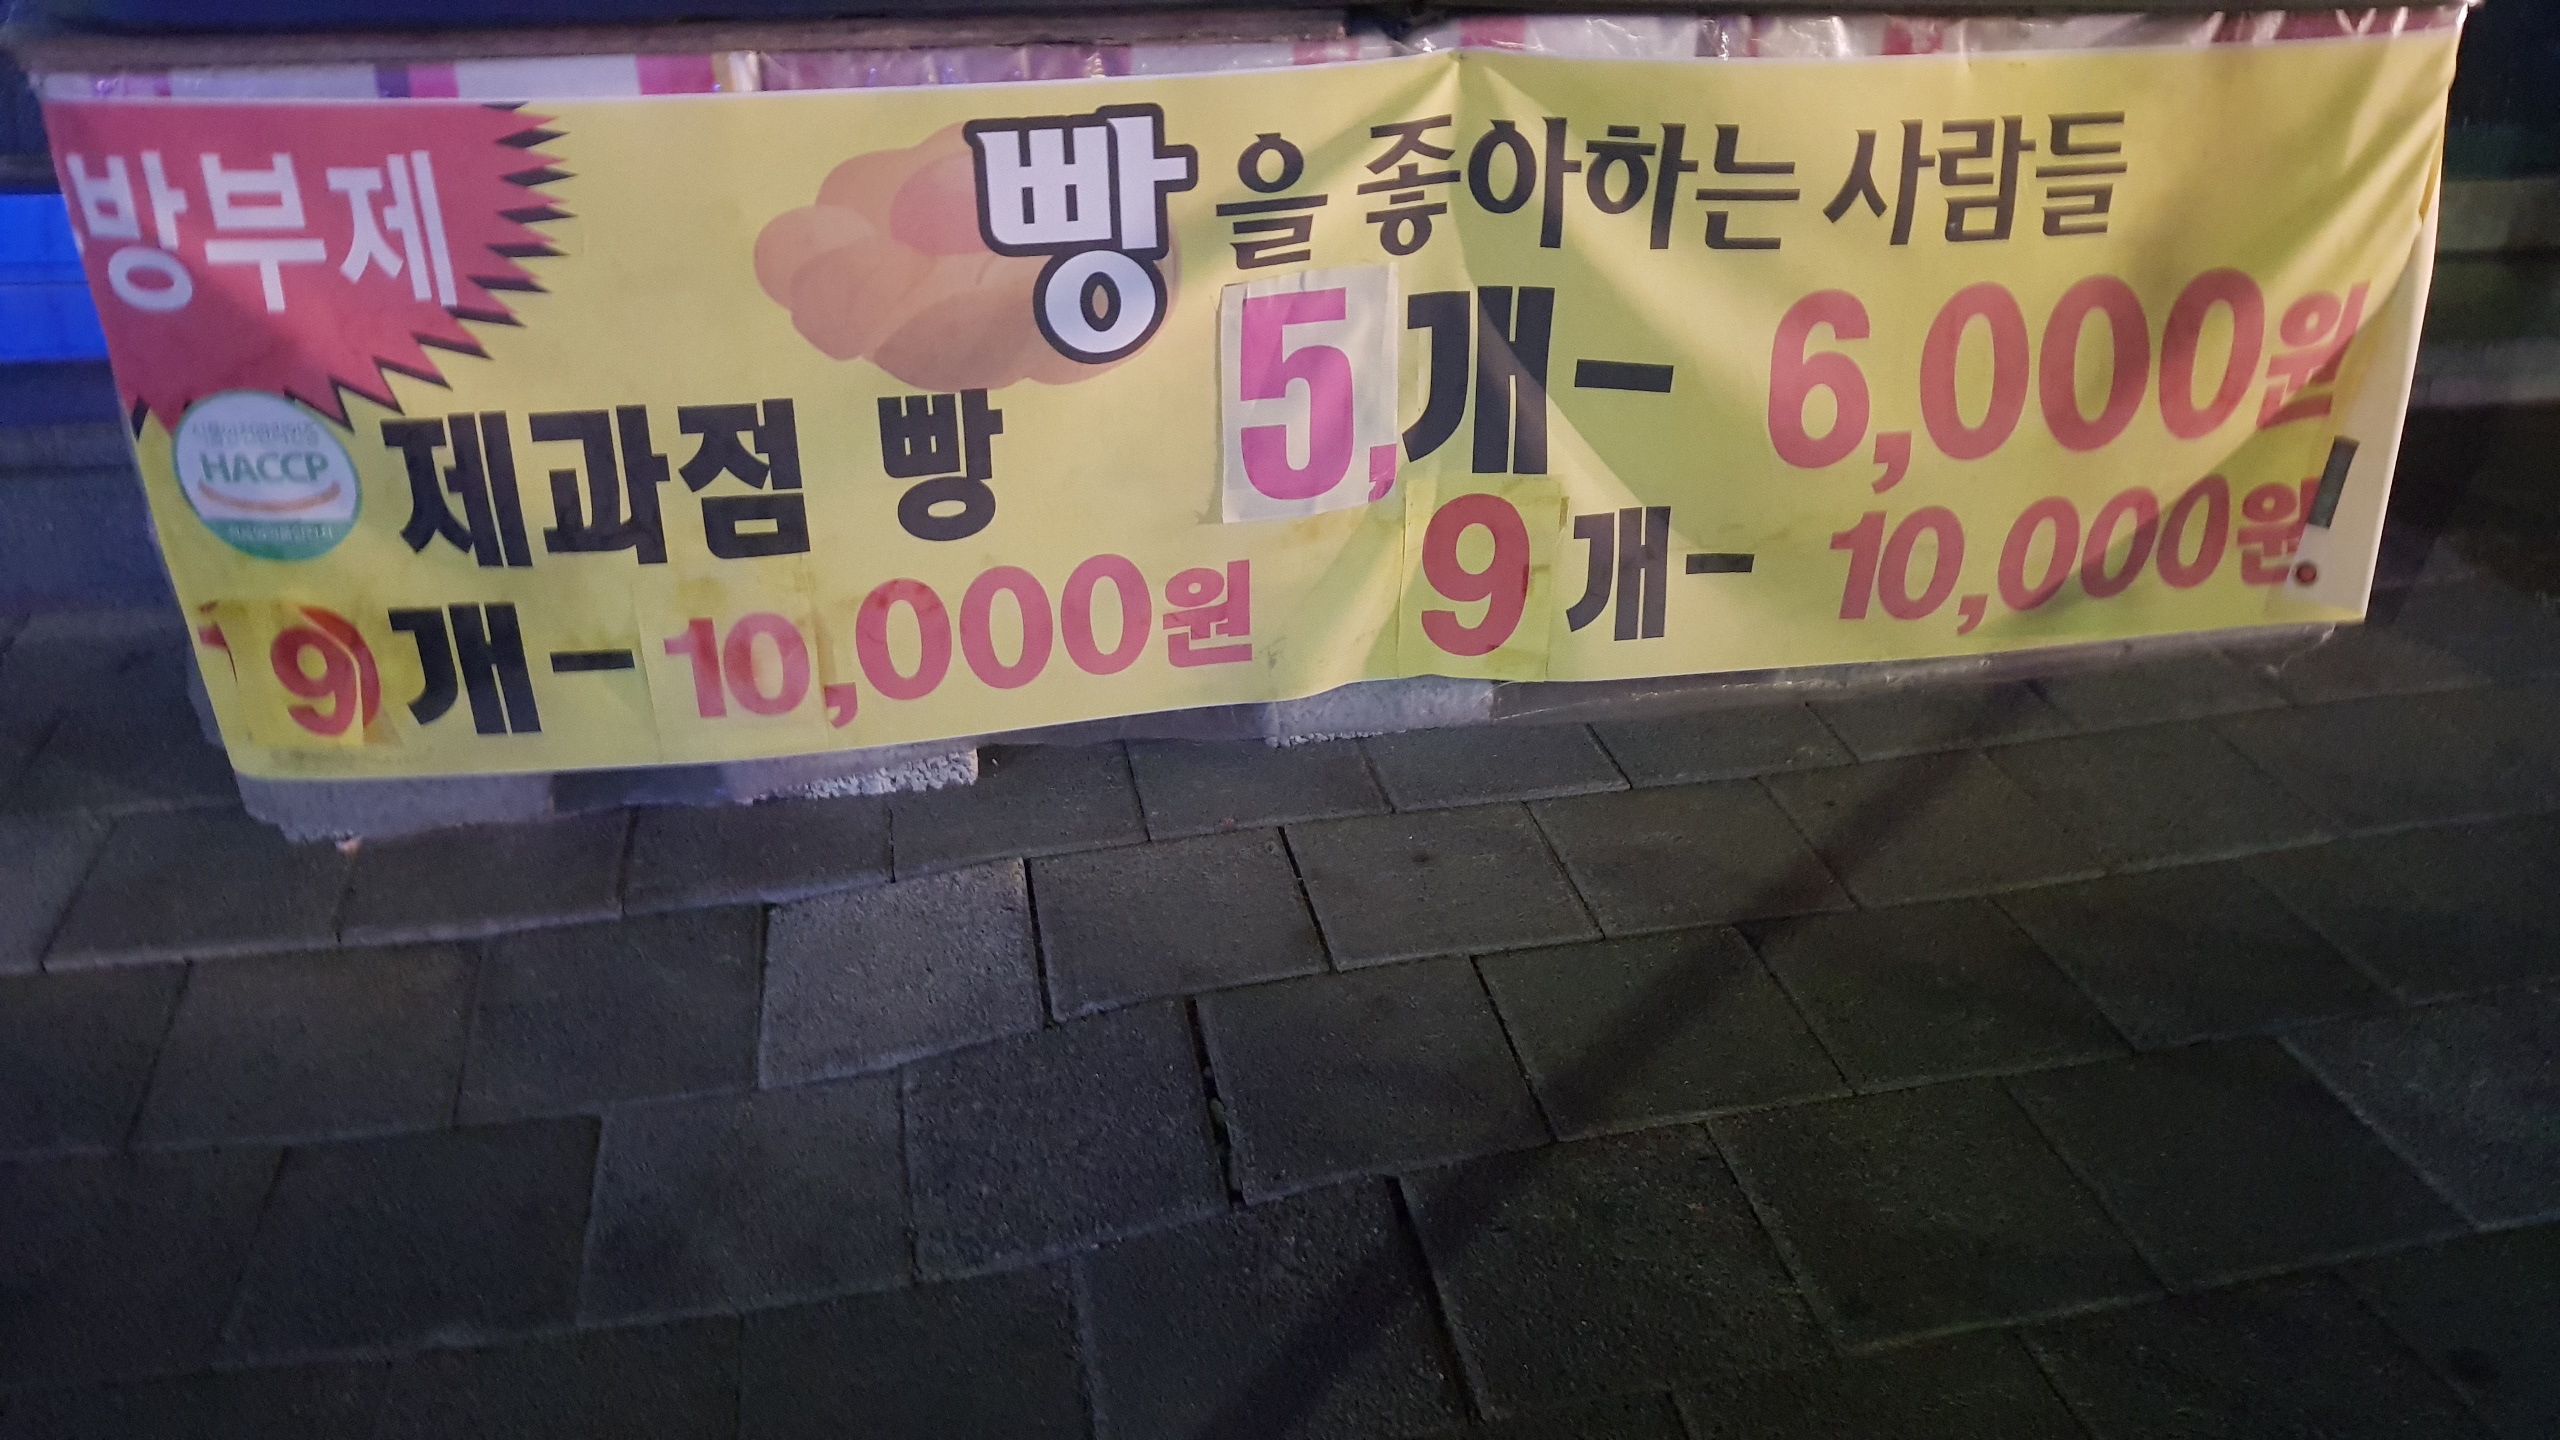 방부제
빵을 좋아하는 사람들
HACCP
제과점 빵
9개-10,000원
5,개-6,000원!
9개-10,000원